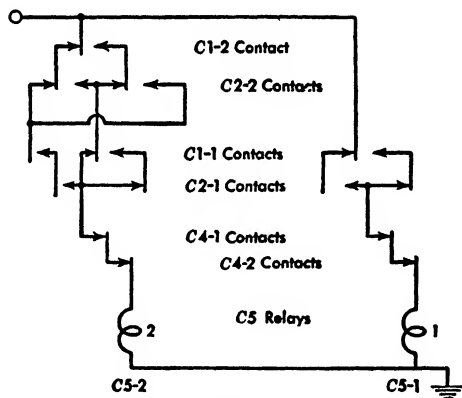 C1-2 Contact
C2-2 Contacts
C1-1 Contacts
C2-1 Contacts
C4-1 Contacts
C4-2 Contacts
C5 Relays
2
1
C5-2
C5-1